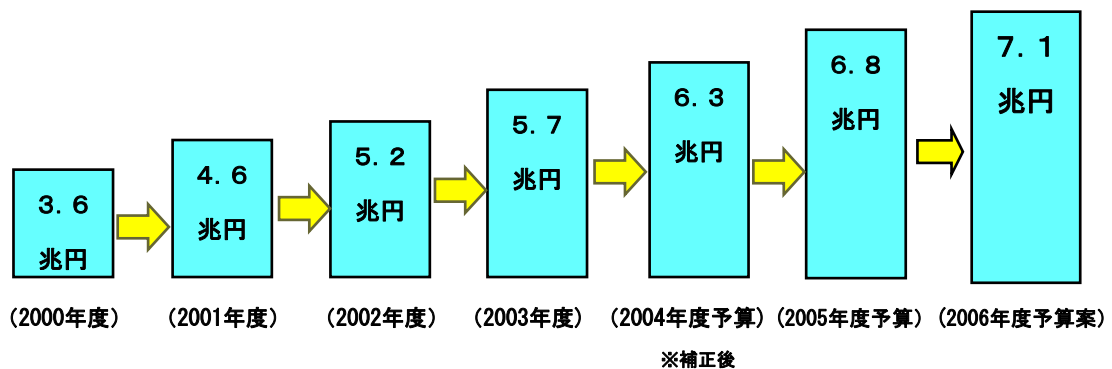 3．6
兆円
4．6
兆円
5．2
兆円
5．7
兆円
6．3
兆円
6．8
兆円
7．1
兆円
（2000年度）
（2001年度）
（2002年度）
（2003年度）
（2004年度予算）
（2005年度予算）
（2006年度予算案）
※補正後